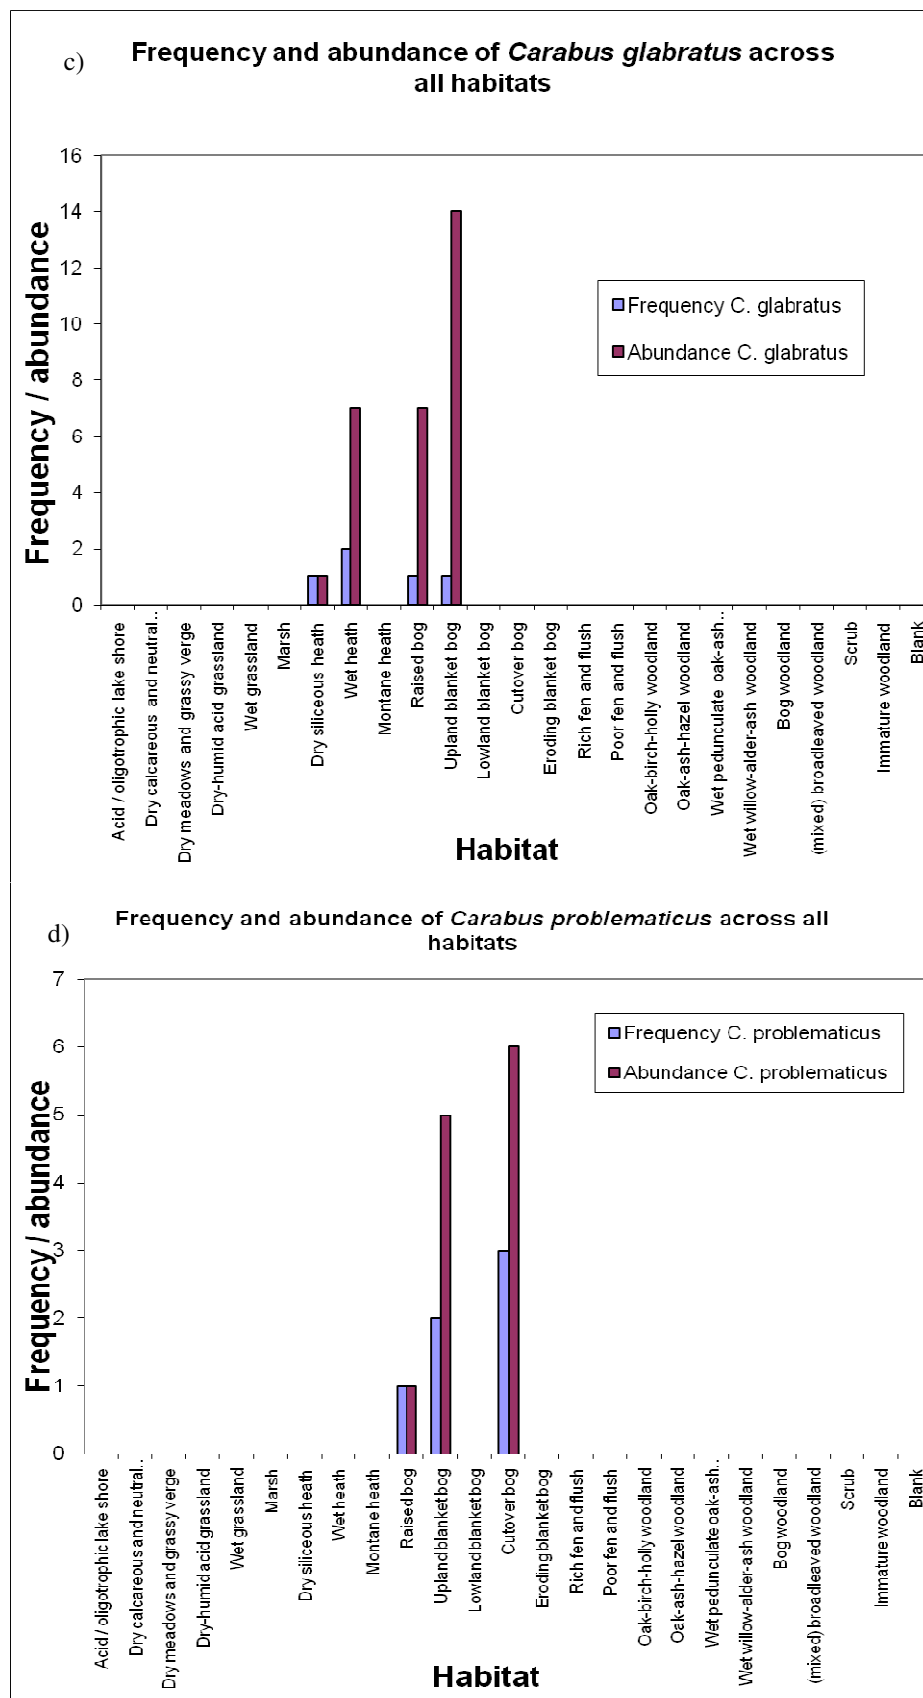 c)
Frequency and abundance of Carabus glabratus across
all habitats
Frequency / abundance
16
14
12
10
8
6
4
2
0
Frequency C. glabratus
Abundance C. glabratus
Acid / oligotrophic lake shore
Dry calcareous and neutral..
Dry meadows and grassy verge
Dry-humid acid grassland
Wet grassland
Marsh
Dry siliceous heath
Wet heath
Montane heath
Raised bog
Upland blanket bog
Lowland blanket bog
Cutover bog
Eroding blanket bog
Rich fen and flush
Poor fen and flush
Oak-birch-holly woodland
Oak-ash-hazel woodland
Wet pedunculate oak-ash...
Wet willow-alder-ash woodland
Bog woodland
(mixed) broadleaved woodland
Scrub
Immature woodland
Blank
Habitat
d)
Frequency and abundance of Carabus problematicus across all
habitats
Frequency / abundance
7
6
5
4
3
2
1
0
Frequency C. problematicus
Abundance C. problematicus
Acid / oligotrophic lake shore
Dry calcareous and neutral..
Dry meadows and grassy verge
Dry-humid acid grassland
Wet grassland
Marsh
Dry siliceous heath
Wet heath
Montane heath
Raised bog
Upland blanket bog
Lowland blanket bog
Cutover bog
Eroding blanket bog
Rich fen and flush
Poor fen and flush
Oak-birch-holly woodland
Oak-ash-hazel woodland
Wet pedunculate oak-ash...
Wet willow-alder-ash woodland
Bog woodland
(mixed) broadleaved woodland
Scrub
Immature woodland
Blank
Habitat